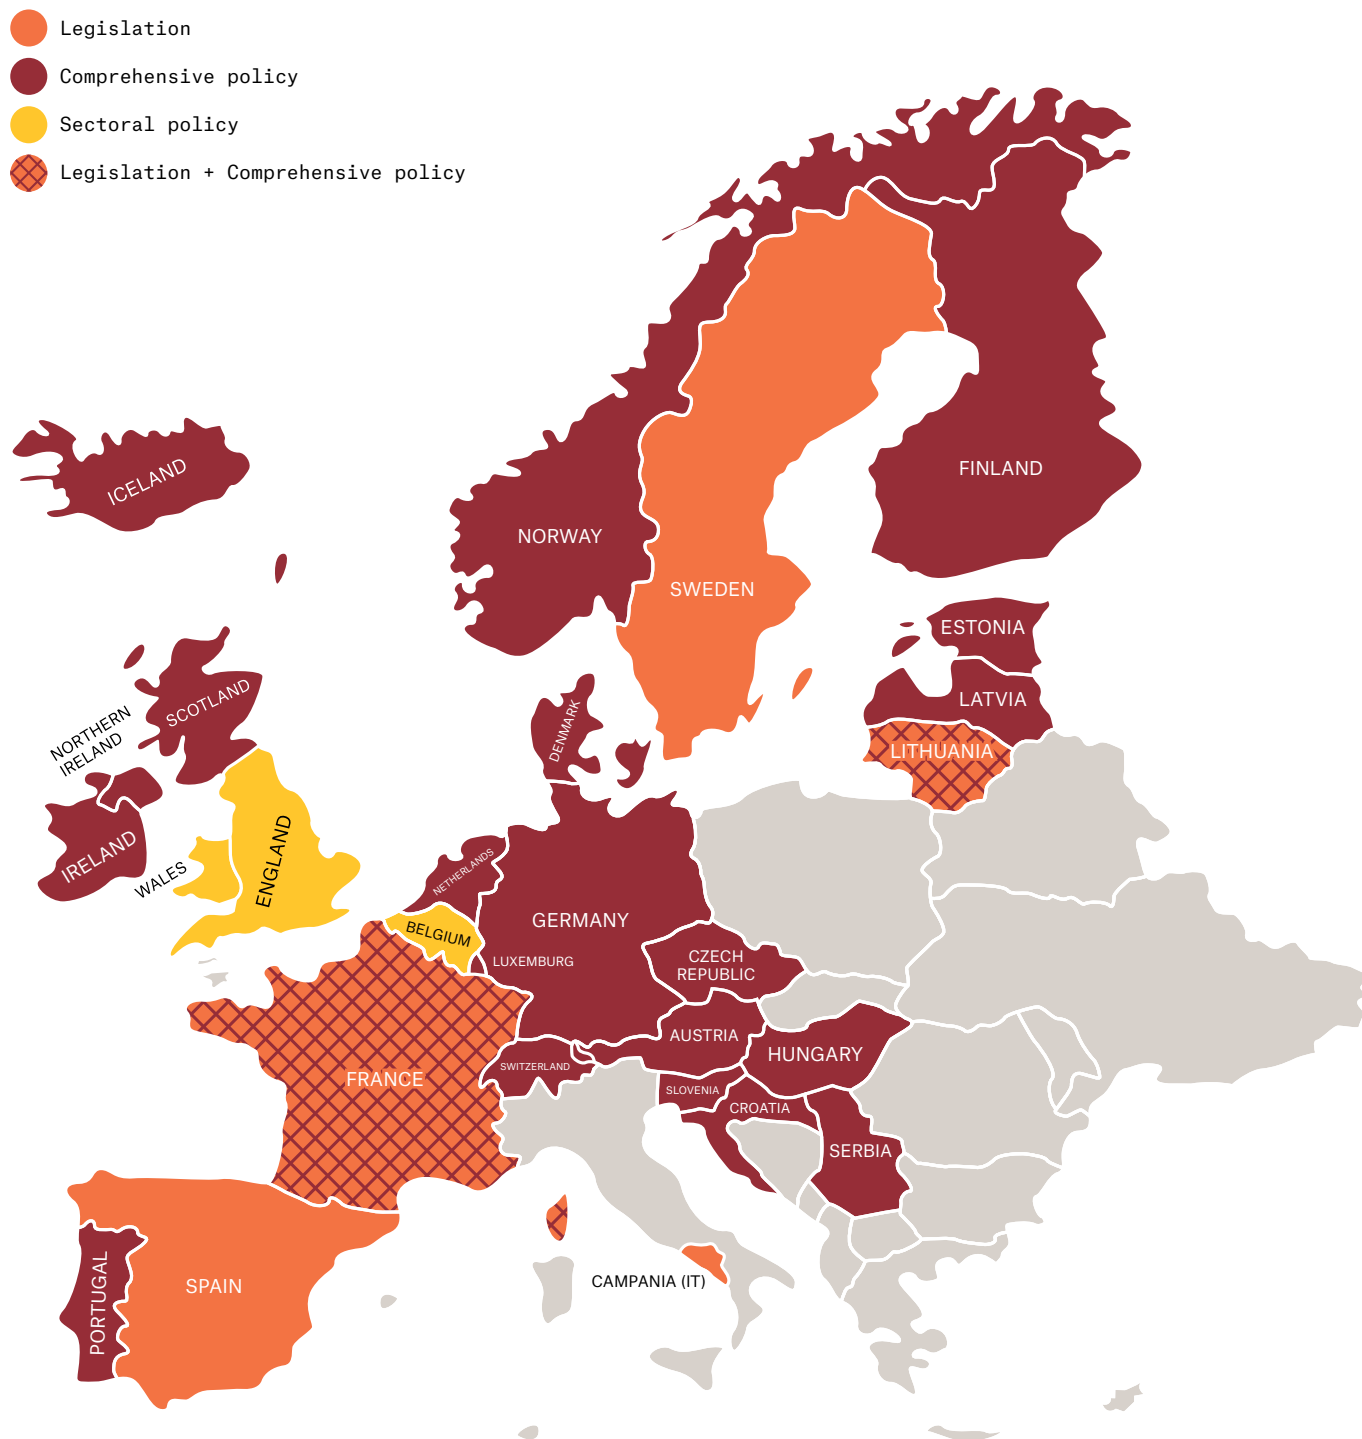 Legislation
Comprehensive policy
Sectoral policy
Legislation + Comprehensive policy
ICELAND
NORWAY
FINLAND
SWEDEN
ESTONIA
LATVIA
LITHUANIA
SCOTLAND
NORTHERN
IRELAND
DENMARK
IRELAND
WALES
ENGLAND
NETHERLANDS
BELGIUM
GERMANY
LUXEMBURG
CZECH
REPUBLIC
AUSTRIA
HUNGARY
SWITZERLAND
FRANCE
SLOVENIA
CROATIA
SERBIA
PORTUGAL
SPAIN
CAMPANIA (IT)